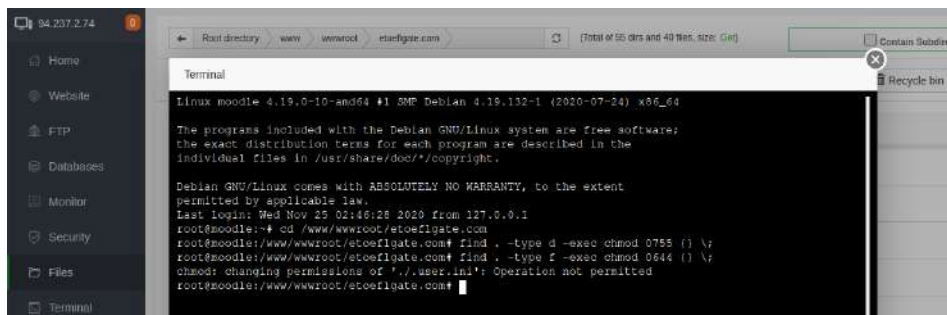 94.237.2.74
0
Root directory
www
wwwroot
etoeflgate.com
(Total of 55 dirs and 40 files, size: Get)
Contain Subdire
Home
Terminal
Recycle bin
Website
FTP
Databases
Monitor
Security
Files
Terminal
Linux moodle 4.19.0-10-amd64 #1 SMP Debian 4.19.132-1 (2020-07-24) x86_64
The programs included with the Debian GNU/Linux system are free software;
the exact distribution terms for each program are described in the
individual files in /usr/share/doc/*/copyright.
Debian GNU/Linux comes with ABSOLUTELY NO WARRANTY, to the extent
permitted by applicable law.
Last login: Wed Nov 25 02:46:28 2020 from 127.0.0.1
root@moodle:~# cd /www/wwwroot/etoeflgate.com
root@moodle:/www/wwwroot/etoeflgate.com# find . -type d -exec chmod 0755 {} \;
root@moodle:/www/wwwroot/etoeflgate.com# find . -type f -exec chmod 0644 {} \;
chmod: changing permissions of './.user.ini': Operation not permitted
root@moodle:/www/wwwroot/etoeflgate.com#